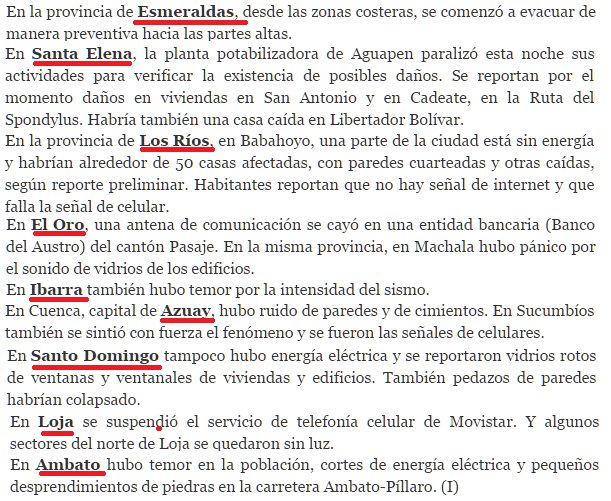 En la provincia de Esmeraldas, desde las zonas costeras, se comenzó a evacuar de
manera preventiva hacia las partes altas.
En Santa Elena, la planta potabilizadora de Aguapen paralizó esta noche sus
actividades para verificar la existencia de posibles daños. Se reportan por el
momento daños en viviendas en San Antonio y en Cadeate, en la Ruta del
Spondylus. Habría también una casa caída en Libertador Bolívar.
En la provincia de Los Ríos, en Babahoyo, una parte de la ciudad está sin energía
y habrían alrededor de 50 casas afectadas, con paredes cuarteadas y otras caídas,
según reporte preliminar. Habitantes reportan que no hay señal de internet y que
falla la señal de celular.
En El Oro, una antena de comunicación se cayó en una entidad bancaria (Banco
del Austro) del cantón Pasaje. En la misma provincia, en Machala hubo pánico por
el sonido de vidrios de los edificios.
En Ibarra también hubo temor por la intensidad del sismo.
En Cuenca, capital de Azuay, hubo ruido de paredes y de cimientos. En Sucumbíos
también se sintió con fuerza el fenómeno y se fueron las señales de celulares.
En Santo Domingo tampoco hubo energía eléctrica y se reportaron vidrios rotos
de ventanas y ventanales de viviendas y edificios. También pedazos de paredes
habrían colapsado.
En Loja se suspendió el servicio de telefonía celular de Movistar. Y algunos
sectores del norte de Loja se quedaron sin luz.
En Ambato hubo temor en la población, cortes de energía eléctrica y pequeños
desprendimientos de piedras en la carretera Ambato-Píllaro. (I)